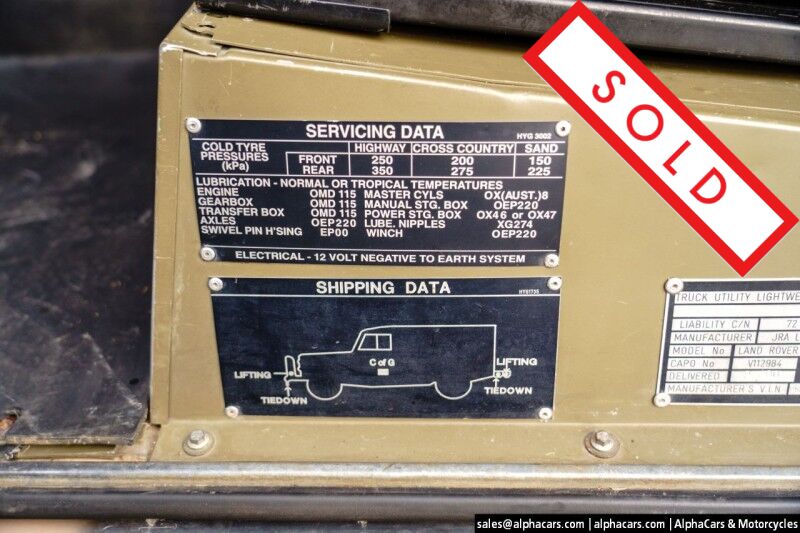 SOLD
SERVICING DATA
HYG 3002
COLD TYRE PRESSURES (kPa)
HIGHWAY CROSS COUNTRY SAND
FRONT 250 200 150
REAR 350 275 225
LUBRICATION - NORMAL OR TROPICAL TEMPERATURES
ENGINE OMD 115 MASTER CYLS OX(AUST.)8
GEARBOX OMD 115 MANUAL STG. BOX OEP220
TRANSFER BOX OMD 115 POWER STG. BOX OX46 or OX47
AXLES OEP220 LUBE. NIPPLES XG274
SWIVEL PIN H'SING EP00 WINCH OEP220
ELECTRICAL - 12 VOLT NEGATIVE TO EARTH SYSTEM
SHIPPING DATA
C of G
LIFTING
LIFTING
TIEDOWN
TIEDOWN
TRUCK UTILITY LIGHTWE
LIABILITY C/N 72
MANUFACTURER JRA L
MODEL No LAND ROVER
CAPO No V112984
DELIVERED
MANUFACTURER'S V.I.N
sales@alphacars.com | alphacars.com | AlphaCars & Motorcycles